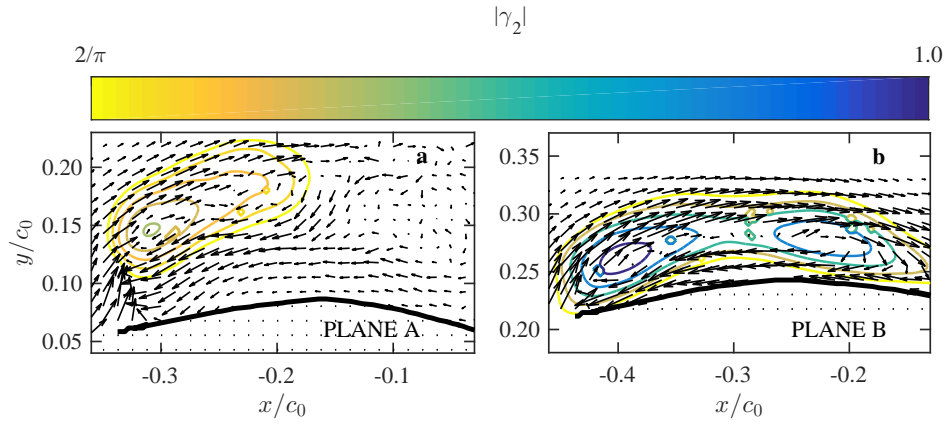 |γ₂|
2/π 1.0
a
0.20
0.15
0.10
0.05
y/c₀
PLANE A
-0.3 -0.2 -0.1
x/c₀
b
0.35
0.30
0.25
0.20
PLANE B
-0.4 -0.3 -0.2
x/c₀